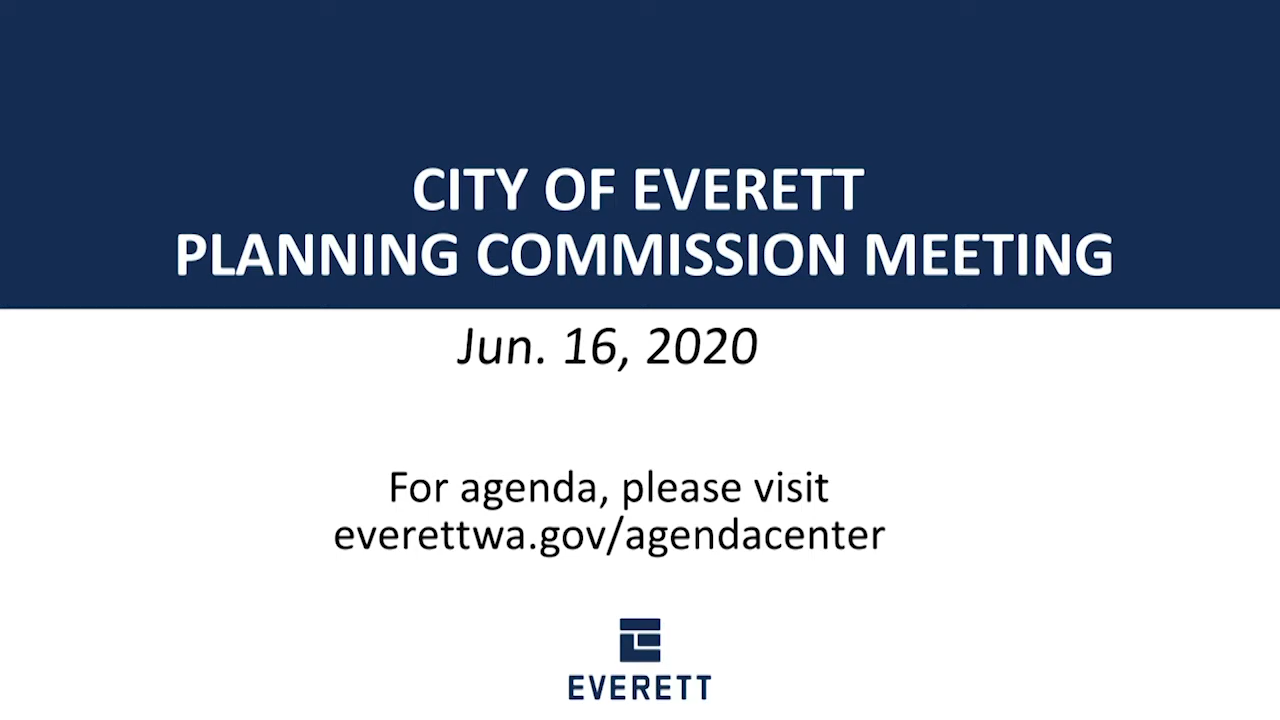 CITY OF EVERETT
PLANNING COMMISSION MEETING
Jun. 16, 2020
For agenda, please visit
everettwa.gov/agendacenter
EVERETT